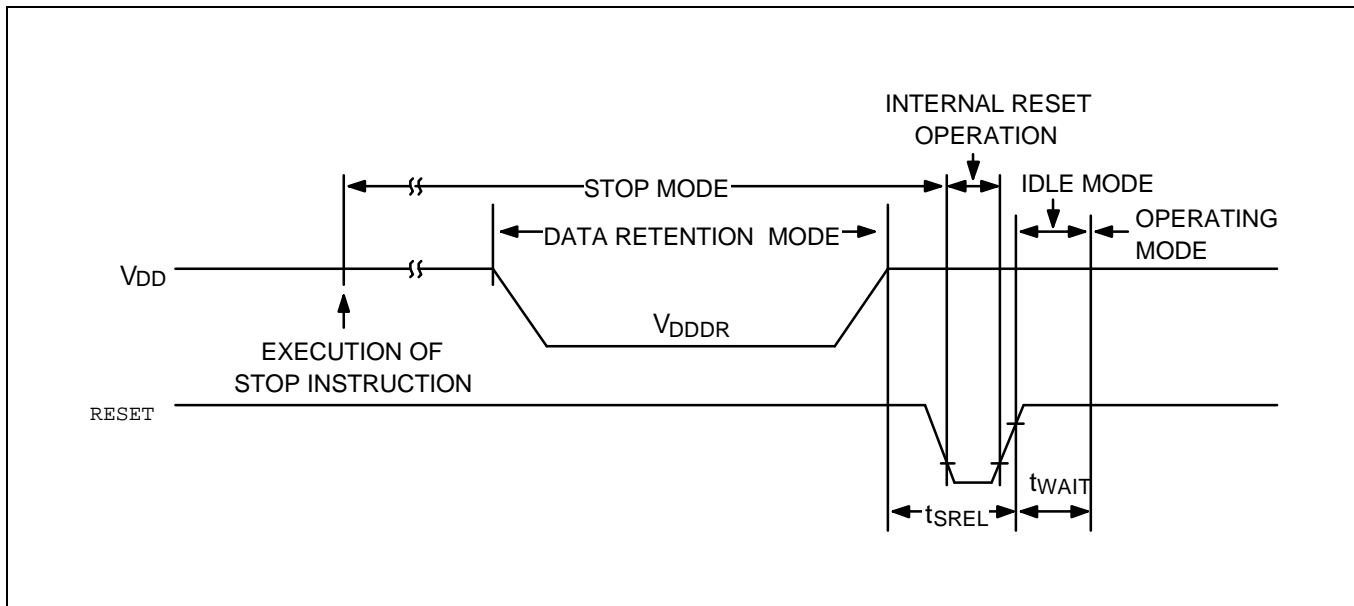 INTERNAL RESET
OPERATION
STOP MODE
IDLE MODE
DATA RETENTION MODE
OPERATING
MODE
VDD
VDDDR
EXECUTION OF
STOP INSTRUCTION
RESET
tWAIT
tSREL